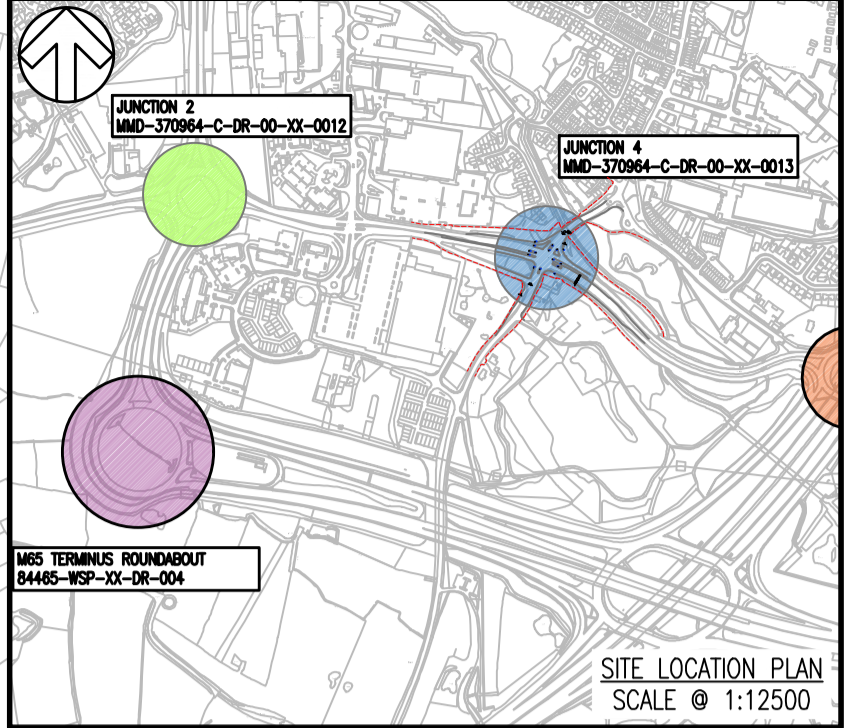 JUNCTION 2
MMD-370964-C-DR-00-XX-0012
JUNCTION 4
MMD-370964-C-DR-00-XX-0013
M65 TERMINUS ROUNDABOUT
84465-WSP-XX-DR-004
SITE LOCATION PLAN
SCALE @ 1:12500